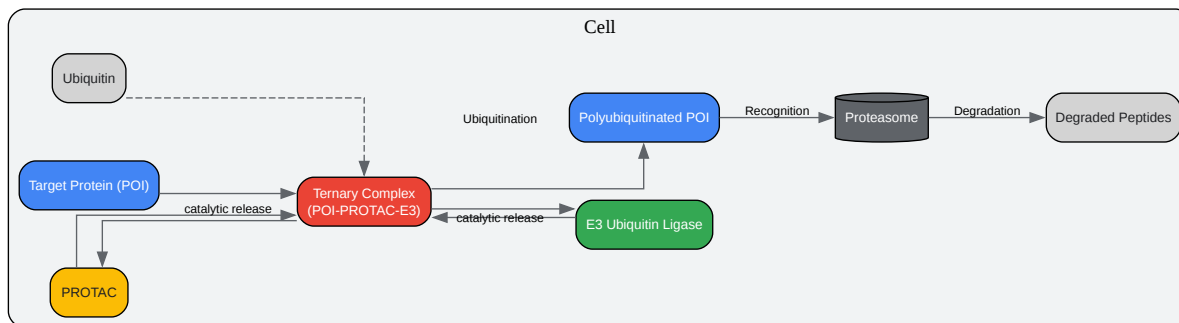 Cell
Ubiquitin
Ubiquitination
Polyubiquitinated POI
Recognition
Proteasome
Degradation
Degraded Peptides
Target Protein (POI)
catalytic release
Ternary Complex
(POI-PROTAC-E3)
catalytic release
E3 Ubiquitin Ligase
PROTAC